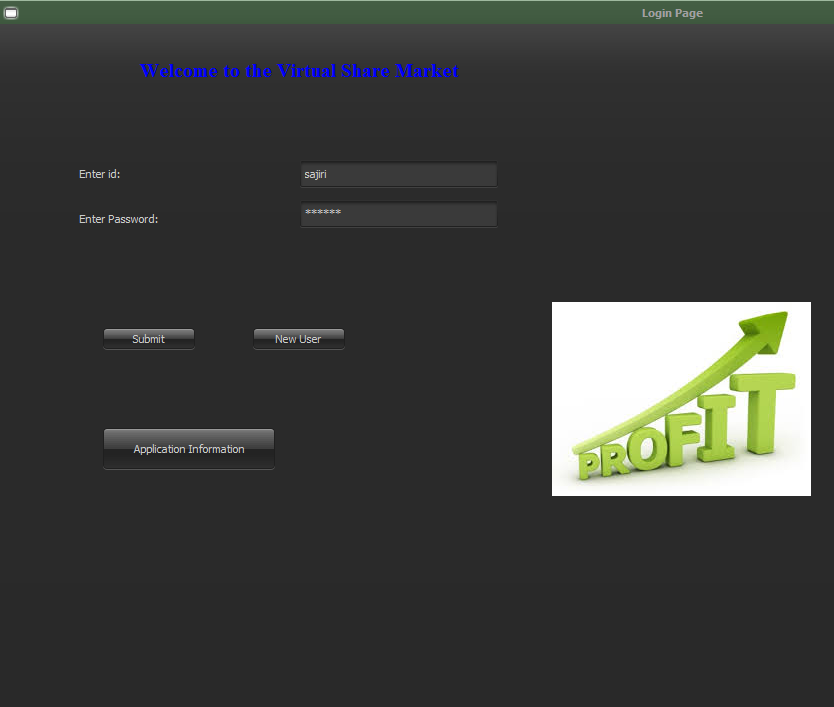 Login Page
Welcome to the Virtual Share Market
Enter id:
sajiri
Enter Password:
******
Submit
New User
PROFIT
Application Information